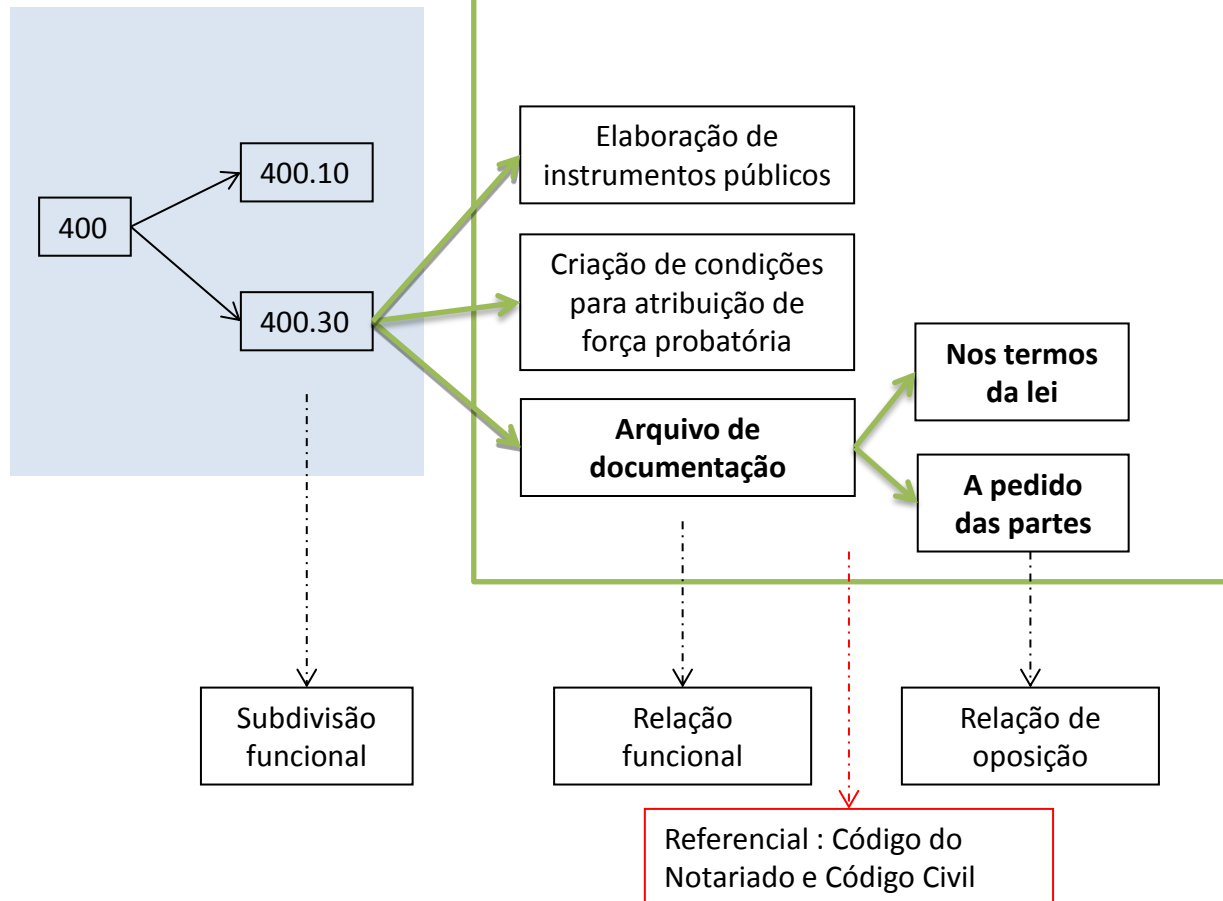 Elaboração de
instrumentos públicos
400.10
400
Criação de condições
para atribuição de
força probatória
400.30
Nos termos
da lei
Arquivo de
documentação
A pedido
das partes
Subdivisão
funcional
Relação
funcional
Relação de
oposição
Referencial : Código do
Notariado e Código Civil